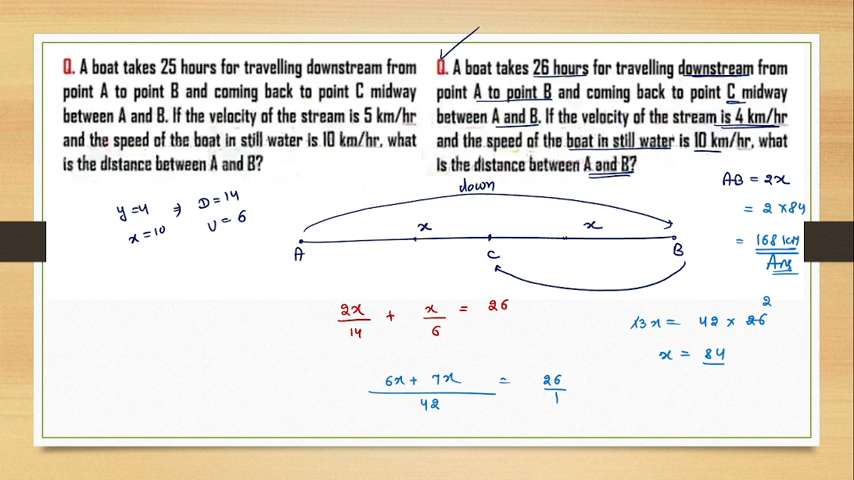 Q. A boat takes 25 hours for travelling downstream from
point A to point B and coming back to point C midway
between A and B. If the velocity of the stream is 5 km/hr
and the speed of the boat in still water is 10 km/hr, what
is the distance between A and B?
Q. A boat takes 26 hours for travelling downstream from
point A to point B and coming back to point C midway
between A and B. If the velocity of the stream is 4 km/hr
and the speed of the boat in still water is 10 km/hr, what
is the distance between A and B?
y=4 ⇒ D=14
x=10 U=6
down
x x
A C B
AB = 2x
= 2×84
= 168 km
Ans
2x/14 + x/6 = 26
6x + 7x / 42 = 26/1
2
13x = 42 × 26
x = 84